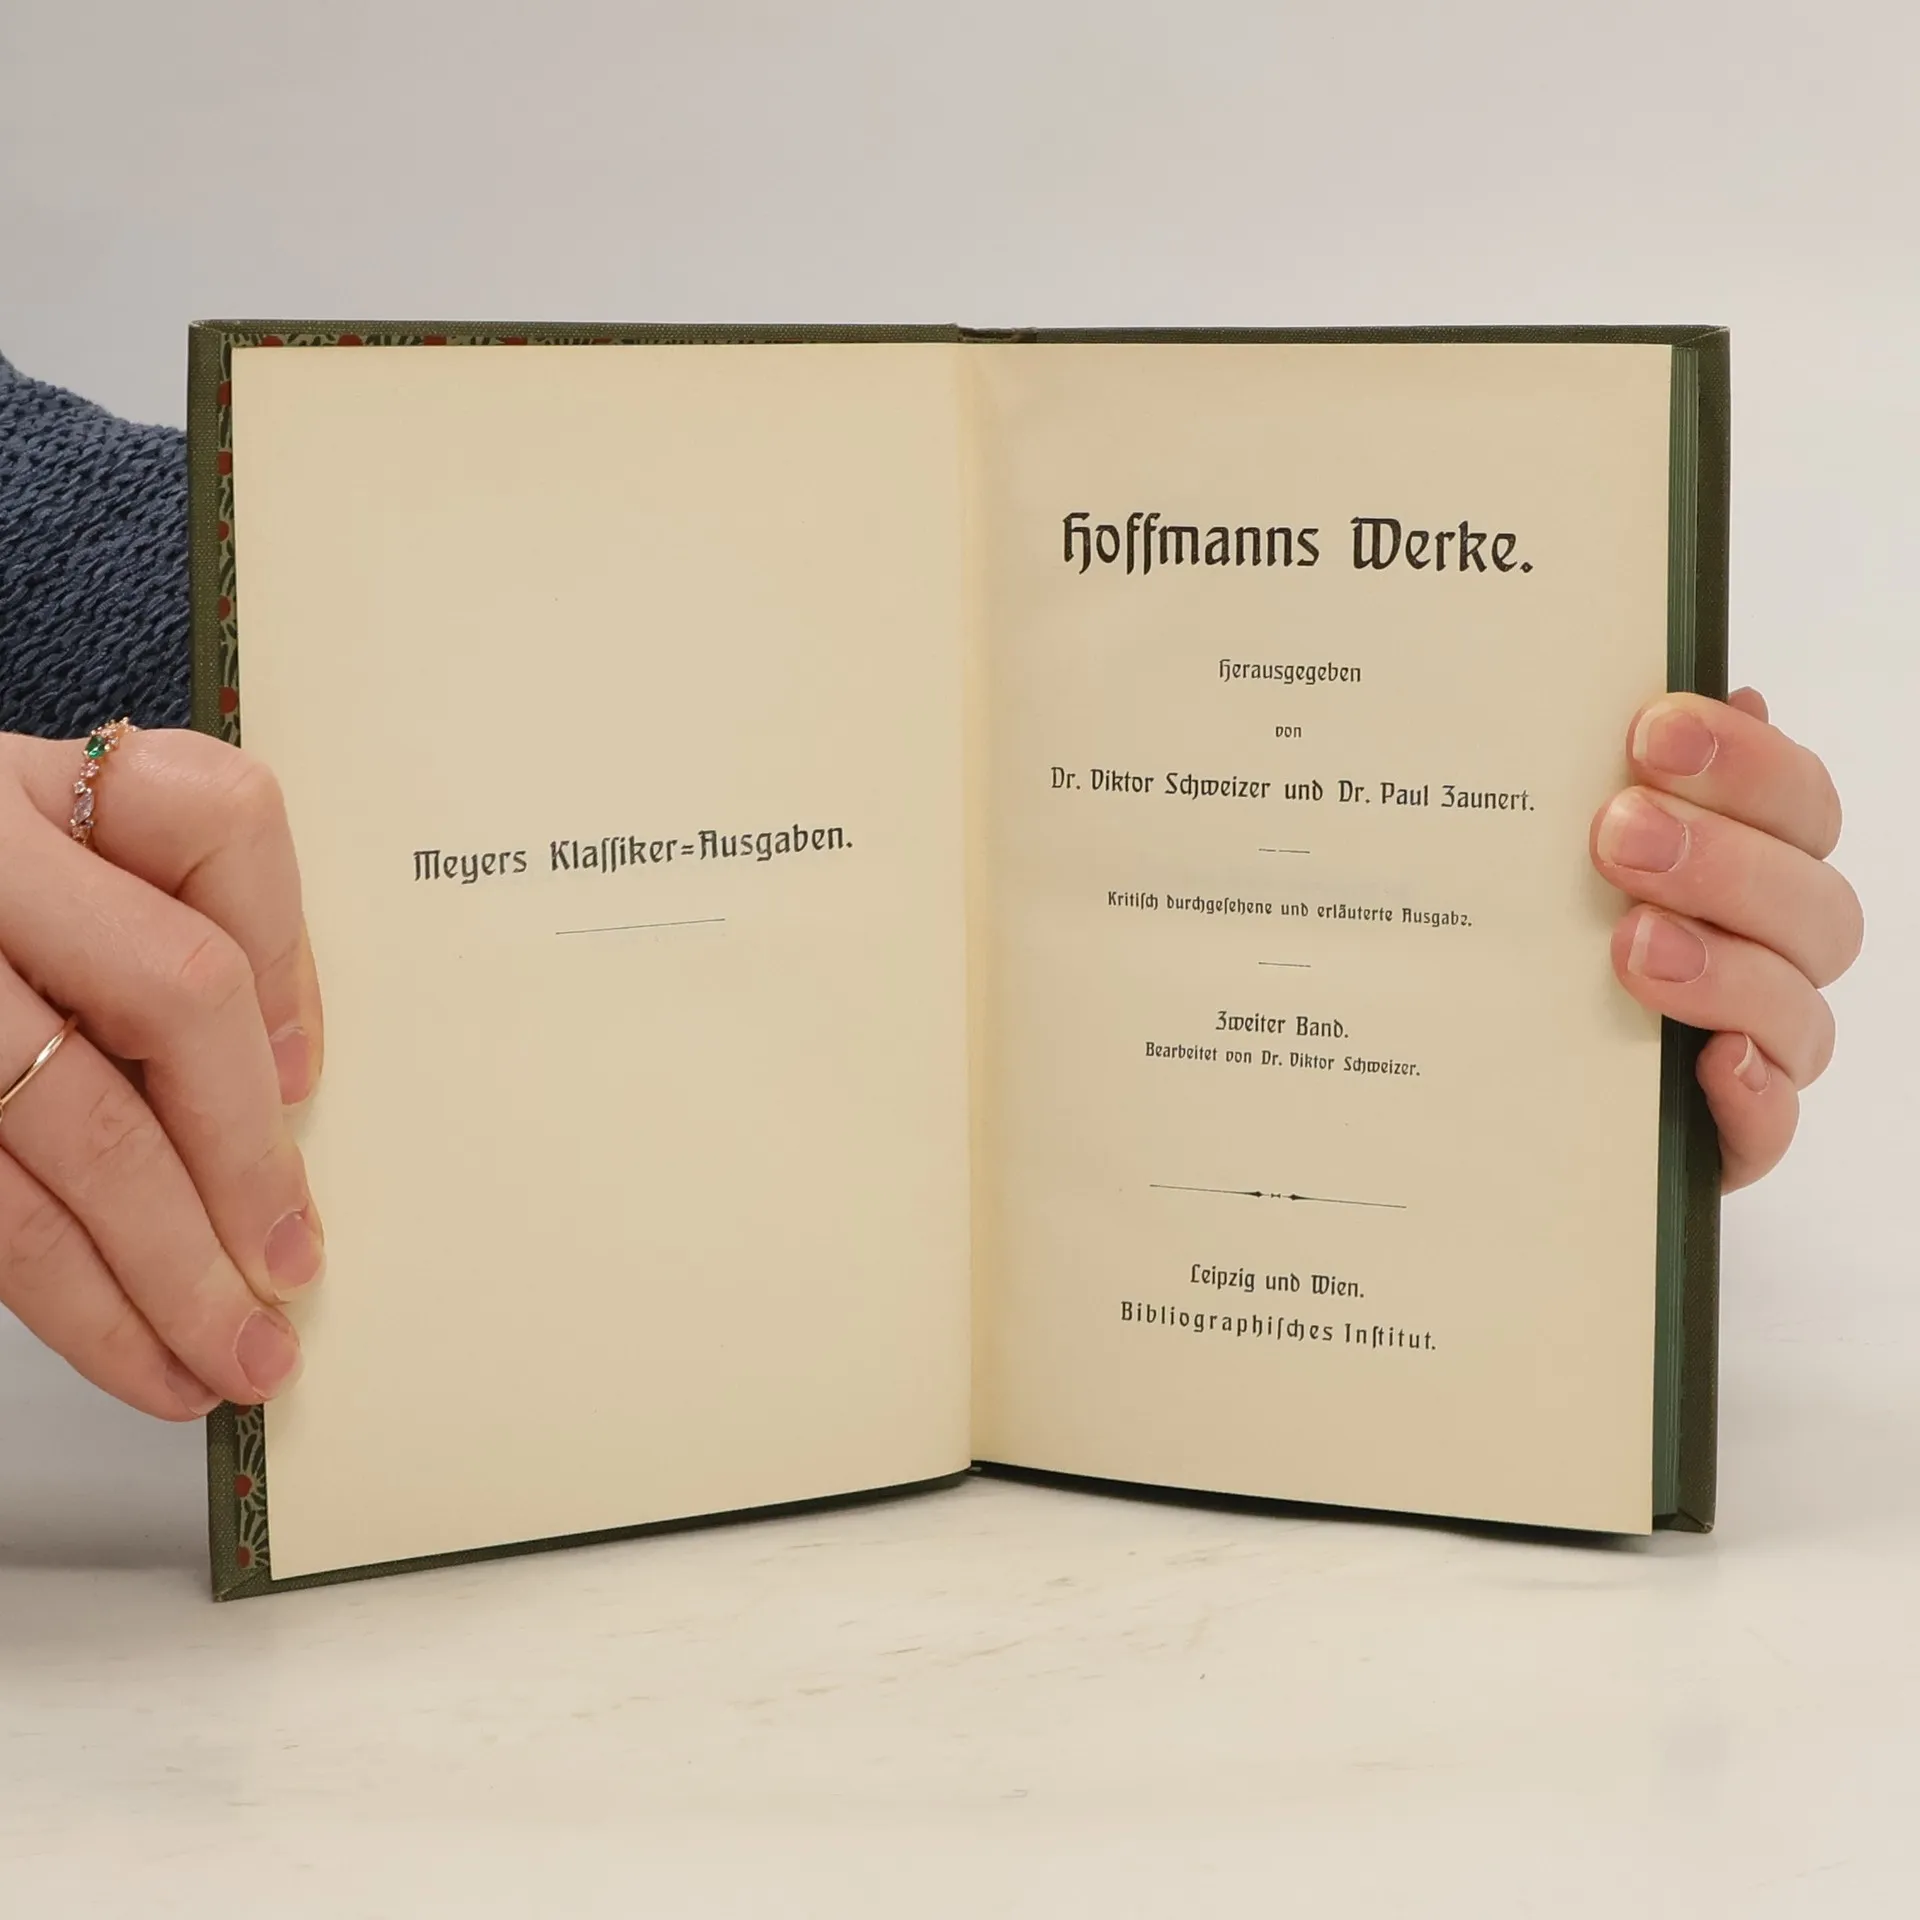 Meyers Klaſſiker=Ausgaben.
Hoffmanns Werke.
Herausgegeben
von
Dr. Viktor Schweizer und Dr. Paul Zaunert.
Kritiſch durchgeſehene und erläuterte Ausgabe.
Zweiter Band.
Bearbeitet von Dr. Viktor Schweizer.
Leipzig und Wien.
Bibliographiſches Inſtitut.